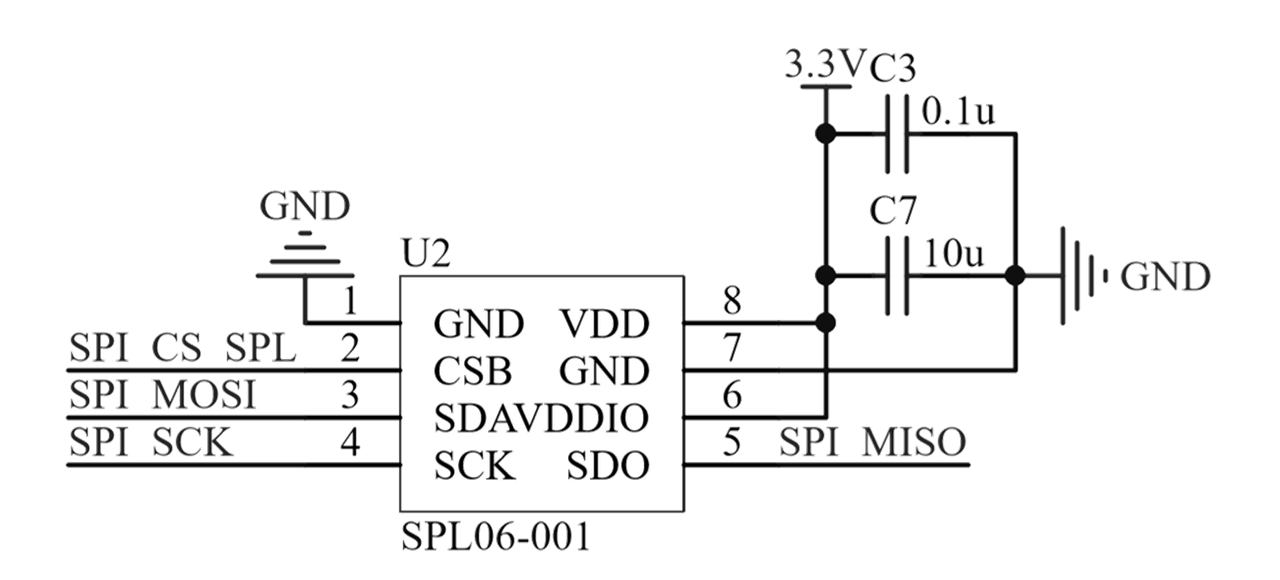 3.3V C3
0.1u
C7
10u
GND
GND
U2
1 8
GND VDD
SPI CS SPL 2 7
CSB GND
SPI MOSI 3 6
SDA VDDIO
SPI SCK 4 5 SPI MISO
SCK SDO
SPL06-001